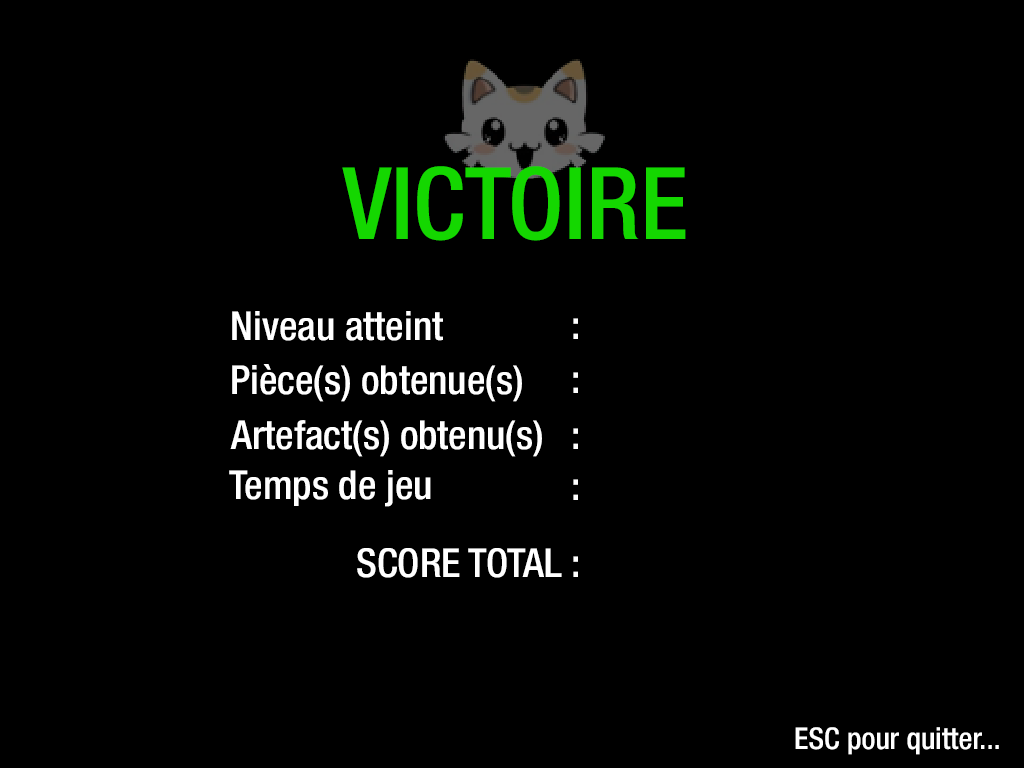 VICTOIRE
Niveau atteint :
Pièce(s) obtenue(s) :
Artefact(s) obtenu(s) :
Temps de jeu :
SCORE TOTAL :
ESC pour quitter...